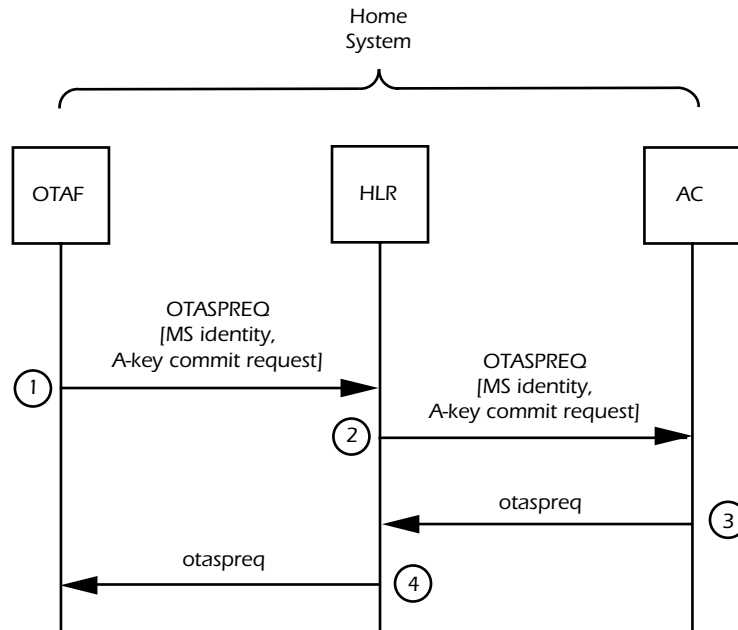 Home
System
OTAF
HLR
AC
OTASPREQ
[MS identity,
A-key commit request]
1
OTASPREQ
[MS identity,
A-key commit request]
2
otaspreq
3
otaspreq
4